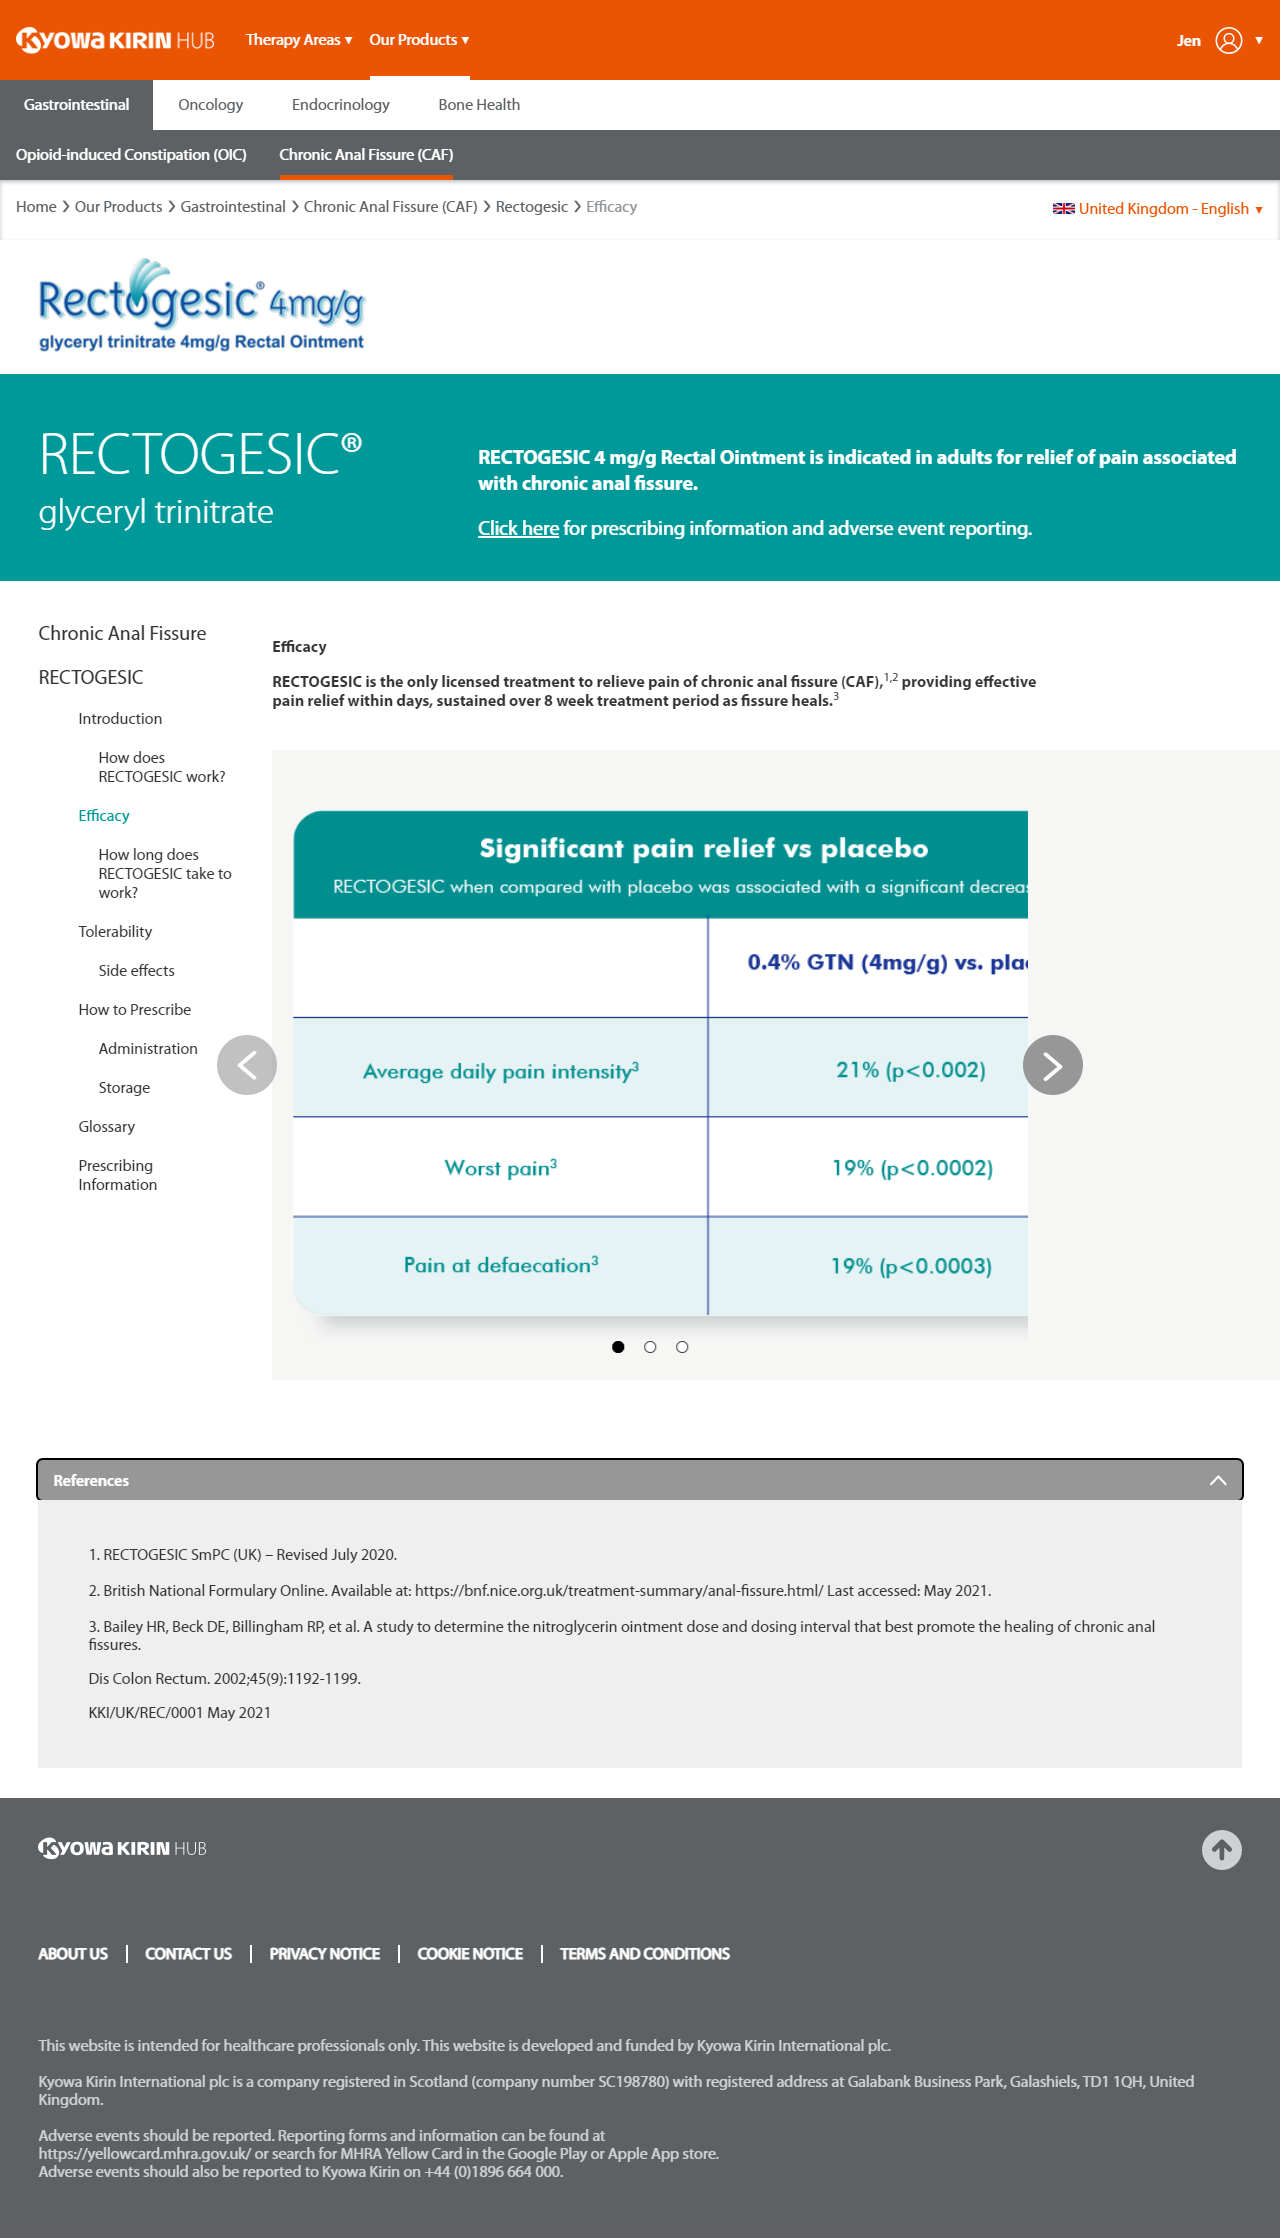 KYOWA KIRIN HUB
Therapy Areas ▼
Our Products ▼
Jen
Gastrointestinal
Oncology
Endocrinology
Bone Health
Opioid-induced Constipation (OIC)
Chronic Anal Fissure (CAF)
Home > Our Products > Gastrointestinal > Chronic Anal Fissure (CAF) > Rectogesic > Efficacy
United Kingdom - English ▼
Rectogesic® 4mg/g
glyceryl trinitrate 4mg/g Rectal Ointment
RECTOGESIC®
glyceryl trinitrate
RECTOGESIC 4 mg/g Rectal Ointment is indicated in adults for relief of pain associated
with chronic anal fissure.
Click here for prescribing information and adverse event reporting.
Chronic Anal Fissure
RECTOGESIC
Introduction
How does
RECTOGESIC work?
Efficacy
How long does
RECTOGESIC take to
work?
Tolerability
Side effects
How to Prescribe
Administration
Storage
Glossary
Prescribing
Information
Efficacy
RECTOGESIC is the only licensed treatment to relieve pain of chronic anal fissure (CAF),1,2 providing effective
pain relief within days, sustained over 8 week treatment period as fissure heals.3
Significant pain relief vs placebo
RECTOGESIC when compared with placebo was associated with a significant decreas
0.4% GTN (4mg/g) vs. plac
Average daily pain intensity3
21% (p<0.002)
Worst pain3
19% (p<0.0002)
Pain at defaecation3
19% (p<0.0003)
References
1. RECTOGESIC SmPC (UK) – Revised July 2020.
2. British National Formulary Online. Available at: https://bnf.nice.org.uk/treatment-summary/anal-fissure.html/ Last accessed: May 2021.
3. Bailey HR, Beck DE, Billingham RP, et al. A study to determine the nitroglycerin ointment dose and dosing interval that best promote the healing of chronic anal
fissures.
Dis Colon Rectum. 2002;45(9):1192-1199.
KKI/UK/REC/0001 May 2021
KYOWA KIRIN HUB
ABOUT US
CONTACT US
PRIVACY NOTICE
COOKIE NOTICE
TERMS AND CONDITIONS
This website is intended for healthcare professionals only. This website is developed and funded by Kyowa Kirin International plc.
Kyowa Kirin International plc is a company registered in Scotland (company number SC198780) with registered address at Galabank Business Park, Galashiels, TD1 1QH, United
Kingdom.
Adverse events should be reported. Reporting forms and information can be found at
https://yellowcard.mhra.gov.uk/ or search for MHRA Yellow Card in the Google Play or Apple App store.
Adverse events should also be reported to Kyowa Kirin on +44 (0)1896 664 000.